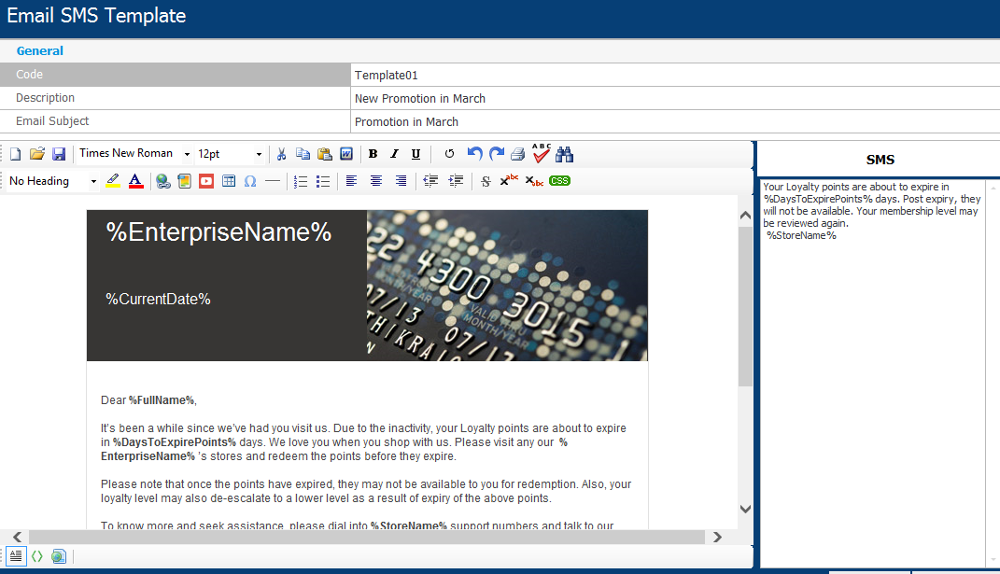 Email SMS Template
General
Code Template01
Description New Promotion in March
Email Subject Promotion in March
Times New Roman 12pt B I U ABC
No Heading A Ω S abc abc CSS
%EnterpriseName%
%CurrentDate%
4300 3015
VALID THRU
MONTH/YEAR
MONTH/YEAR
7/13 07/17
Dear %FullName%,
It's been a while since we've had you visit us. Due to the inactivity, your Loyalty points are about to expire
in %DaysToExpirePoints% days. We love you when you shop with us. Please visit any our %
EnterpriseName% 's stores and redeem the points before they expire.
Please note that once the points have expired, they may not be available to you for redemption. Also, your
loyalty level may also de-escalate to a lower level as a result of expiry of the above points.
To know more and seek assistance, please dial into %StoreName% support numbers and talk to our
SMS
Your Loyalty points are about to expire in
%DaysToExpirePoints% days. Post expiry, they
will not be available. Your membership level may
be reviewed again.
%StoreName%